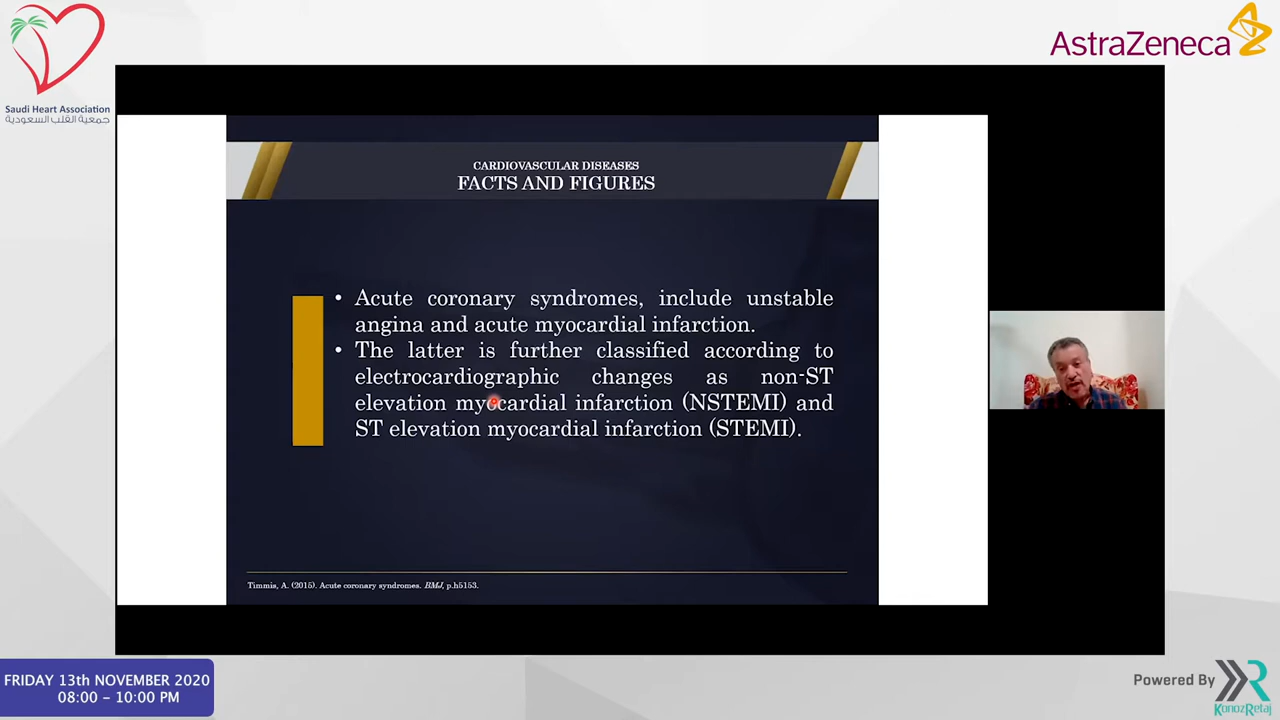 Saudi Heart Association
جمعية القلب السعودية
AstraZeneca
CARDIOVASCULAR DISEASES
FACTS AND FIGURES
• Acute coronary syndromes, include unstable
angina and acute myocardial infarction.
• The latter is further classified according to
electrocardiographic changes as non-ST
elevation myocardial infarction (NSTEMI) and
ST elevation myocardial infarction (STEMI).
Timmis, A. (2015). Acute coronary syndromes. BMJ, p.h5153.
FRIDAY 13th NOVEMBER 2020
08:00 – 10:00 PM
Powered By
KonozRetaj